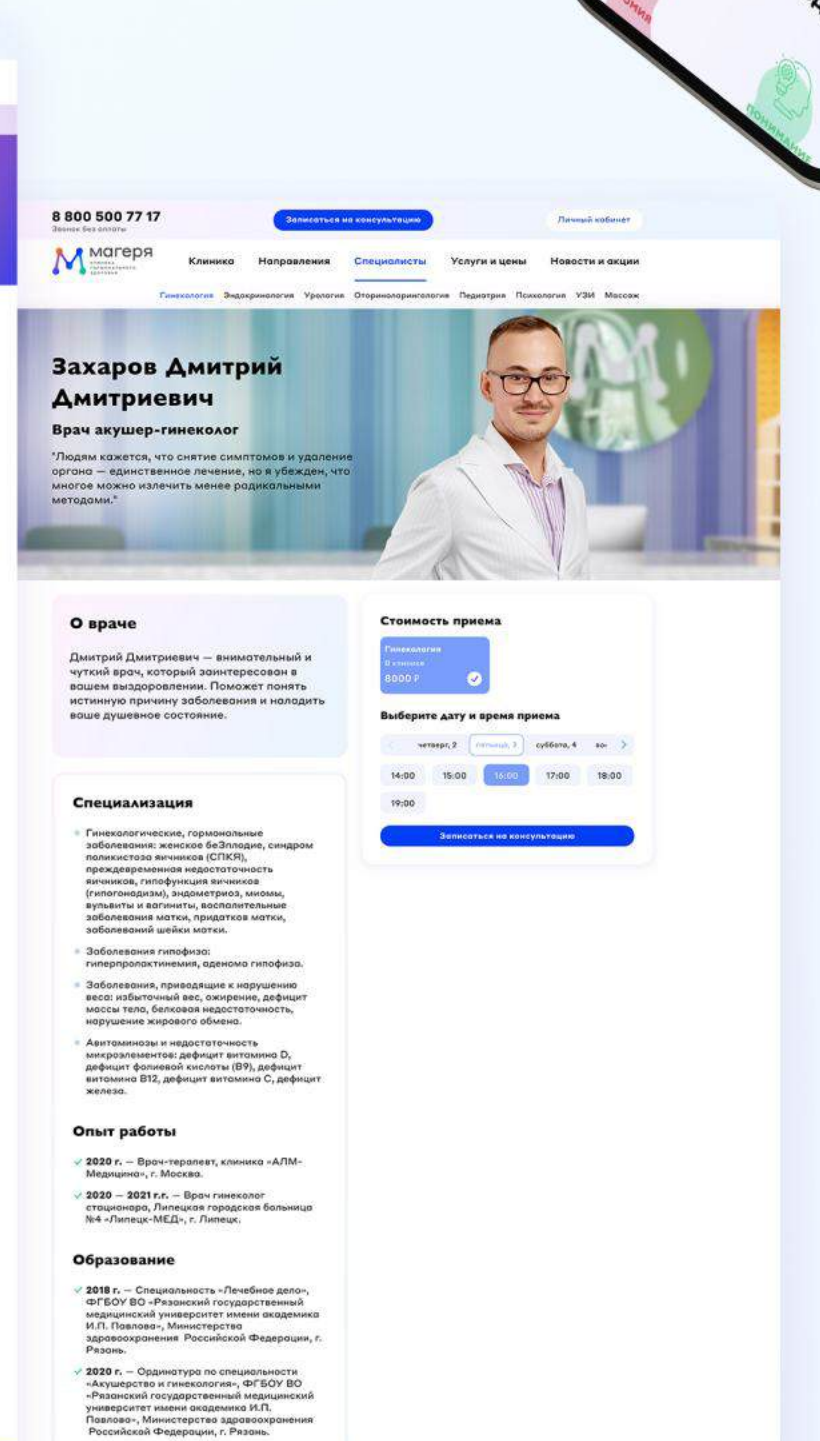 ПОНИМАНИЕ
8 800 500 77 17
Звонок без оплаты
Записаться на консультацию
Личный кабинет
магеря
клиника
гормонального
здоровья
Клиника Направления Специалисты Услуги и цены Новости и акции
Гинекология Эндокринология Урология Оториноларингология Педиатрия Психология УЗИ Массаж
Захаров Дмитрий
Дмитриевич
Врач акушер-гинеколог
"Людям кажется, что снятие симптомов и удаление
органа — единственное лечение, но я убежден, что
многое можно излечить менее радикальными
методами."
О враче
Дмитрий Дмитриевич — внимательный и
чуткий врач, который заинтересован в
вашем выздоровлении. Поможет понять
истинную причину заболевания и наладить
ваше душевное состояние.
Стоимость приема
Гинекология
В клинике
8000 ₽
Выберите дату и время приема
четверг, 2 пятница, 3 суббота, 4 вос
14:00 15:00 16:00 17:00 18:00
19:00
Записаться на консультацию
Специализация
Гинекологические, гормональные
заболевания: женское беЗплодие, синдром
поликистоза яичников (СПКЯ),
преждевременная недостаточность
яичников, гипофункция яичников
(гипогонадизм), эндометриоз, миомы,
вульвиты и вагиниты, воспалительные
заболевания матки, придатков матки,
заболеваний шейки матки.
Заболевания гипофиза:
гиперпролактинемия, аденома гипофиза.
Заболевания, приводящие к нарушению
веса: избыточный вес, ожирение, дефицит
массы тела, белковая недостаточность,
нарушение жирового обмена.
Авитаминозы и недостаточность
микроэлементов: дефицит витамина D,
дефицит фолиевой кислоты (B9), дефицит
витамина B12, дефицит витамина С, дефицит
железа.
Опыт работы
2020 г. — Врач-терапевт, клиника «АЛМ-
Медицина», г. Москва.
2020 — 2021 г.г. — Врач гинеколог
стационара, Липецкая городская больница
№4 «Липецк-МЕД», г. Липецк.
Образование
2018 г. — Специальность «Лечебное дело»,
ФГБОУ ВО «Рязанский государственный
медицинский университет имени академика
И.П. Павлова», Министерства
здравоохранения Российской Федерации, г.
Рязань.
2020 г. — Ординатура по специальности
«Акушерство и гинекология», ФГБОУ ВО
«Рязанский государственный медицинский
университет имени академика И.П.
Павлова», Министерства здравоохранения
Российской Федерации, г. Рязань.